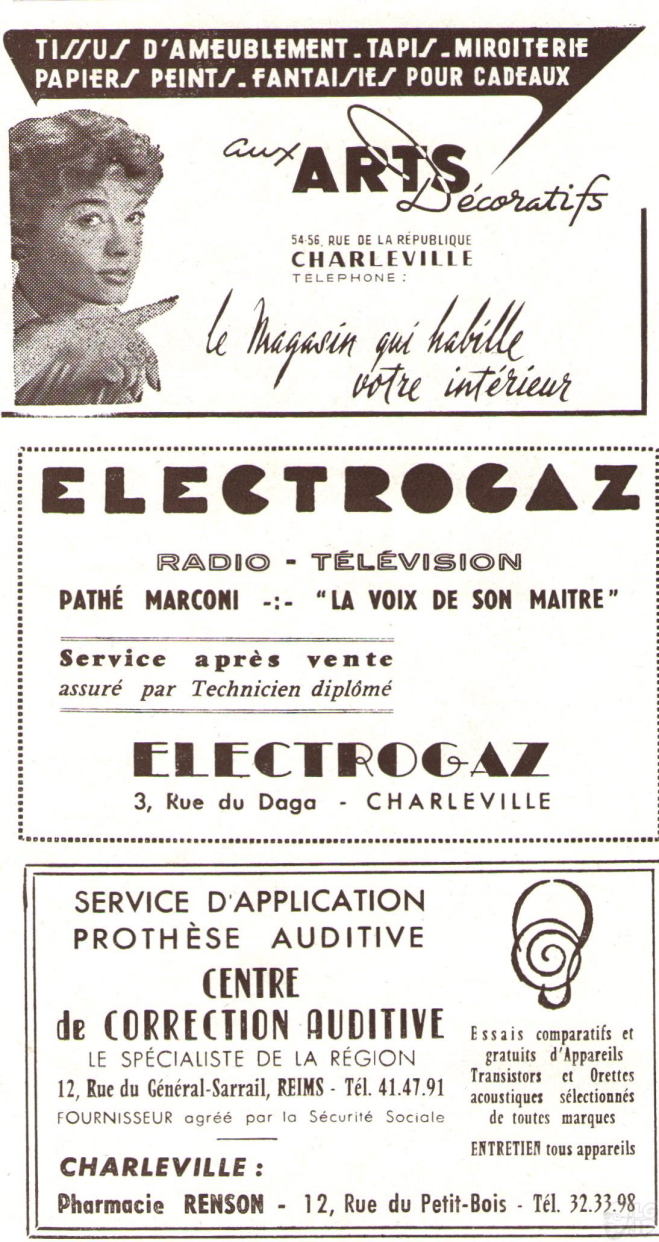 TISSUS D'AMEUBLEMENT - TAPIS - MIROITERIE
PAPIERS PEINTS - FANTAISIES POUR CADEAUX
aux ARTS
Décoratifs
54-56, RUE DE LA RÉPUBLIQUE
CHARLEVILLE
TELEPHONE :
le Magasin qui habille
votre intérieur
ELECTROGAZ
RADIO - TÉLÉVISION
PATHÉ MARCONI -:- "LA VOIX DE SON MAITRE"
Service après vente
assuré par Technicien diplômé
ELECTROGAZ
3, Rue du Daga - CHARLEVILLE
SERVICE D'APPLICATION
PROTHÈSE AUDITIVE
CENTRE
de CORRECTION AUDITIVE
LE SPÉCIALISTE DE LA RÉGION
12, Rue du Général-Sarrail, REIMS - Tél. 41.47.91
FOURNISSEUR agréé par la Sécurité Sociale
Essais comparatifs et
gratuits d'Appareils
Transistors et Orettes
acoustiques sélectionnés
de toutes marques
ENTRETIEN tous appareils
CHARLEVILLE :
Pharmacie RENSON - 12, Rue du Petit-Bois - Tél. 32.33.98